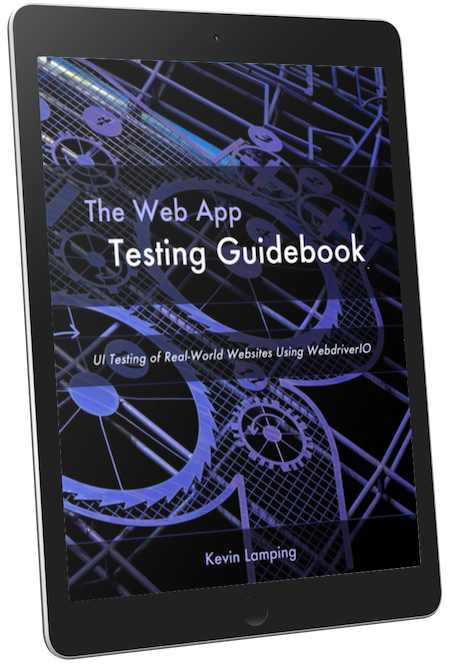 The Web App
Testing Guidebook
UI Testing of Real-World Websites Using WebdriverIO
Kevin Lamping